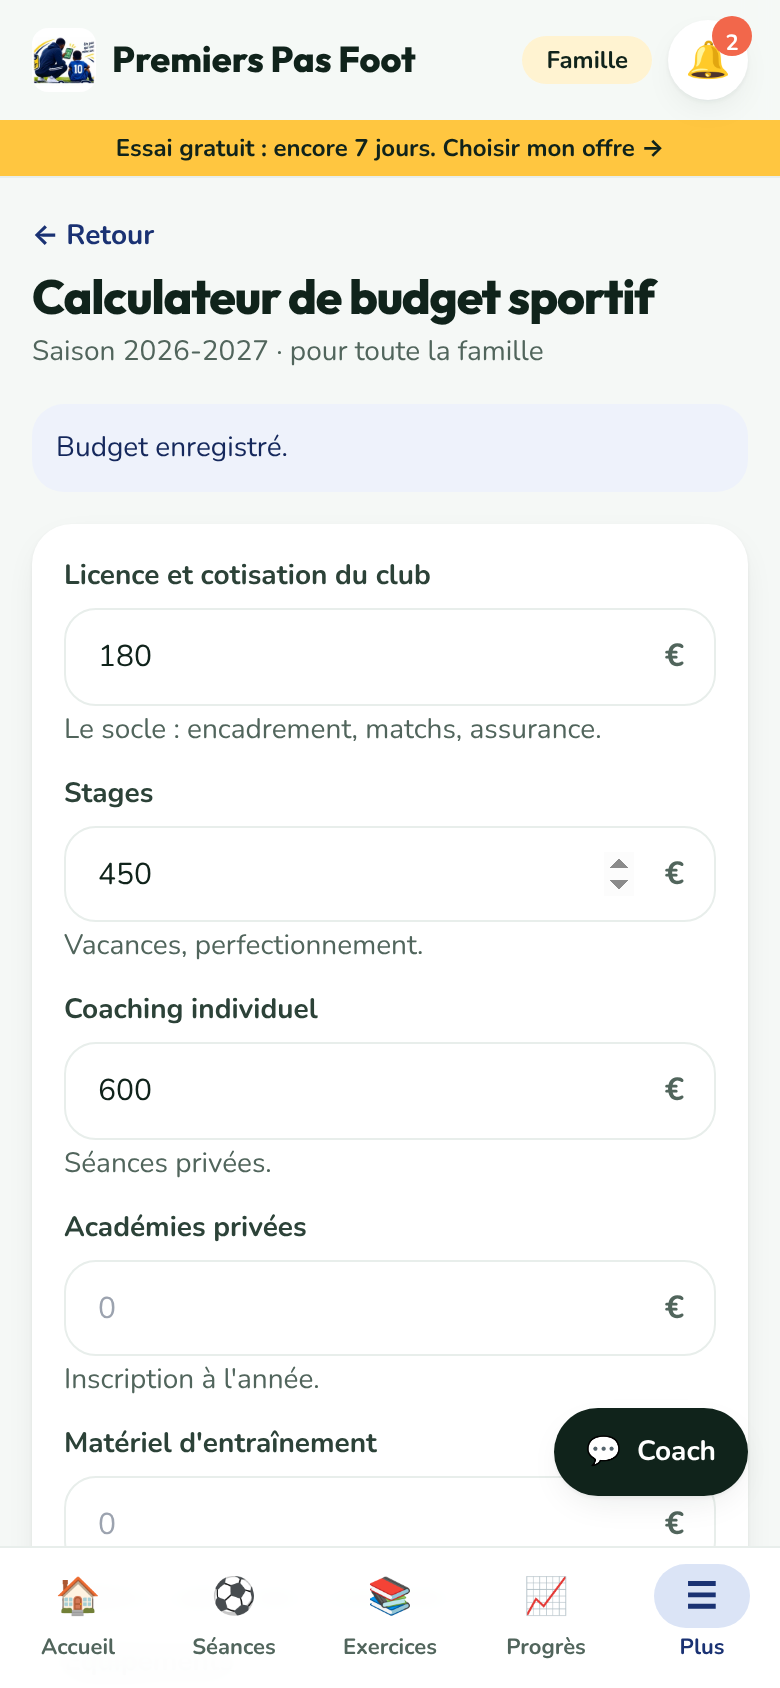 Premiers Pas Foot
Famille
2
Essai gratuit : encore 7 jours. Choisir mon offre →
← Retour
Calculateur de budget sportif
Saison 2026-2027 · pour toute la famille
Budget enregistré.
Licence et cotisation du club
180 €
Le socle : encadrement, matchs, assurance.
Stages
450 €
Vacances, perfectionnement.
Coaching individuel
600 €
Séances privées.
Académies privées
0 €
Inscription à l'année.
Matériel d'entraînement
💬 Coach
0 €
Accueil
Séances
Exercices
Progrès
Plus